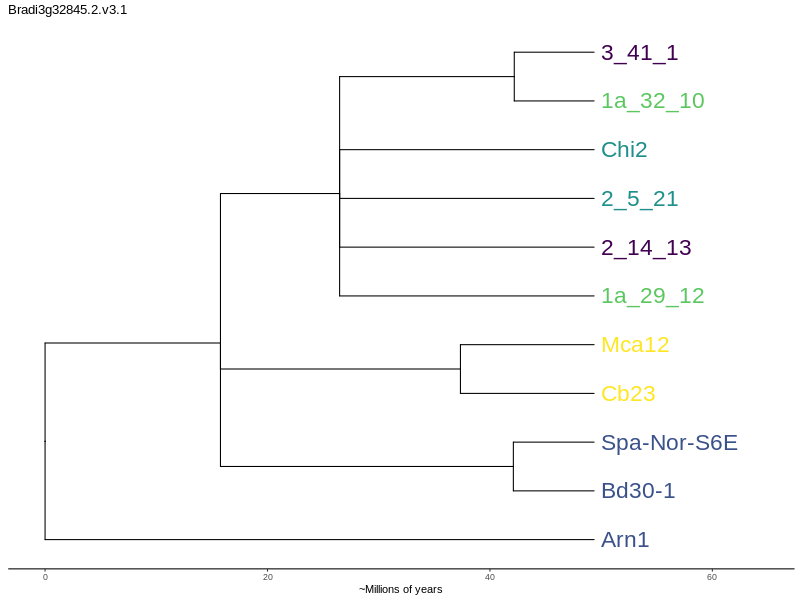 Bradi3g32845.2.v3.1
3_41_1
1a_32_10
Chi2
2_5_21
2_14_13
1a_29_12
Mca12
Cb23
Spa-Nor-S6E
Bd30-1
Arn1
0 20 40 60
~Millions of years